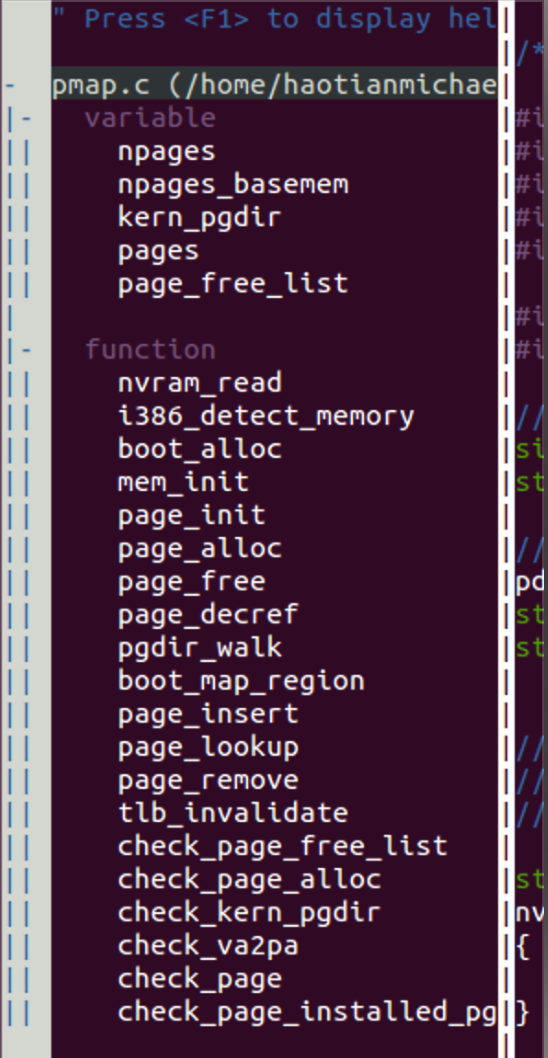 " Press <F1> to display hel
/*
pmap.c (/home/haotianmichae
variable
#i
npages
#i
npages_basemem
#i
kern_pgdir
#i
pages
#i
page_free_list
#i
function
#i
nvram_read
i386_detect_memory
//
boot_alloc
si
mem_init
st
page_init
page_alloc
//
page_free
pd
page_decref
st
pgdir_walk
st
boot_map_region
page_insert
page_lookup
//
page_remove
//
tlb_invalidate
//
check_page_free_list
check_page_alloc
st
check_kern_pgdir
nv
check_va2pa
{
check_page
check_page_installed_pg
}